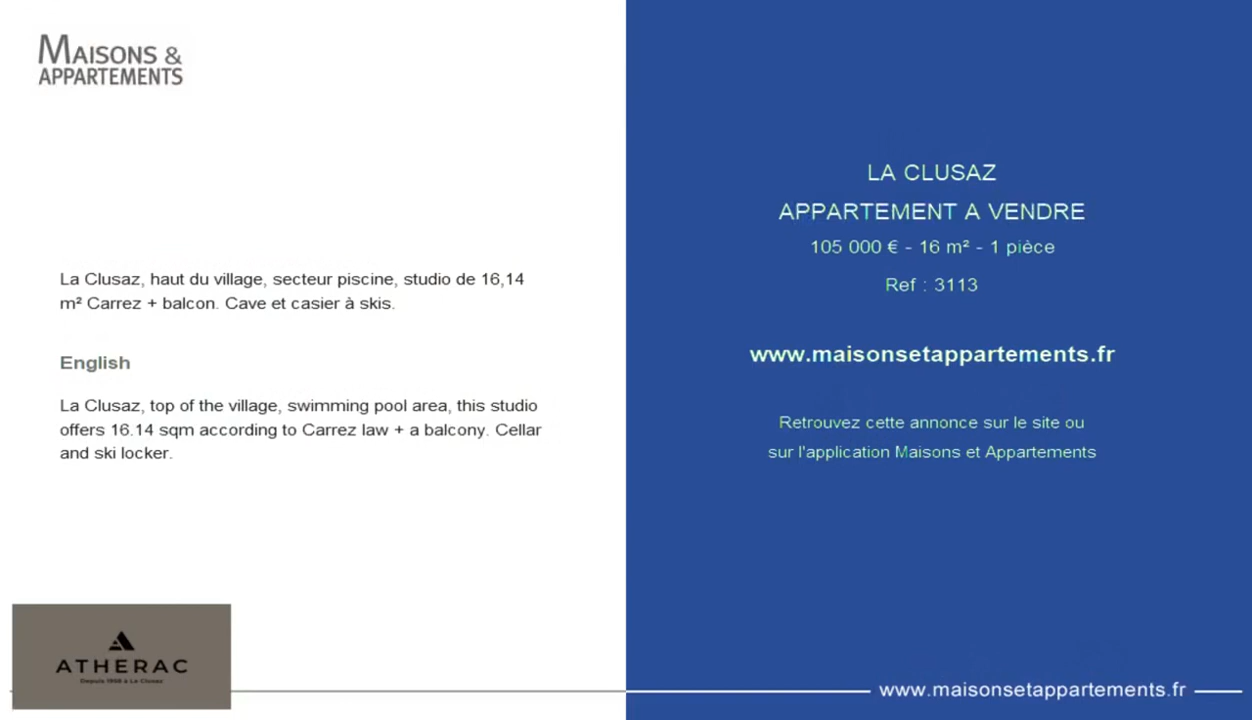 MAISONS &
APPARTEMENTS
La Clusaz, haut du village, secteur piscine, studio de 16,14
m² Carrez + balcon. Cave et casier à skis.
English
La Clusaz, top of the village, swimming pool area, this studio
offers 16.14 sqm according to Carrez law + a balcony. Cellar
and ski locker.
ATHERAC
Depuis 1958 à La Clusaz
LA CLUSAZ
APPARTEMENT A VENDRE
105 000 € - 16 m² - 1 pièce
Ref : 3113
www.maisonsetappartements.fr
Retrouvez cette annonce sur le site ou
sur l'application Maisons et Appartements
www.maisonsetappartements.fr